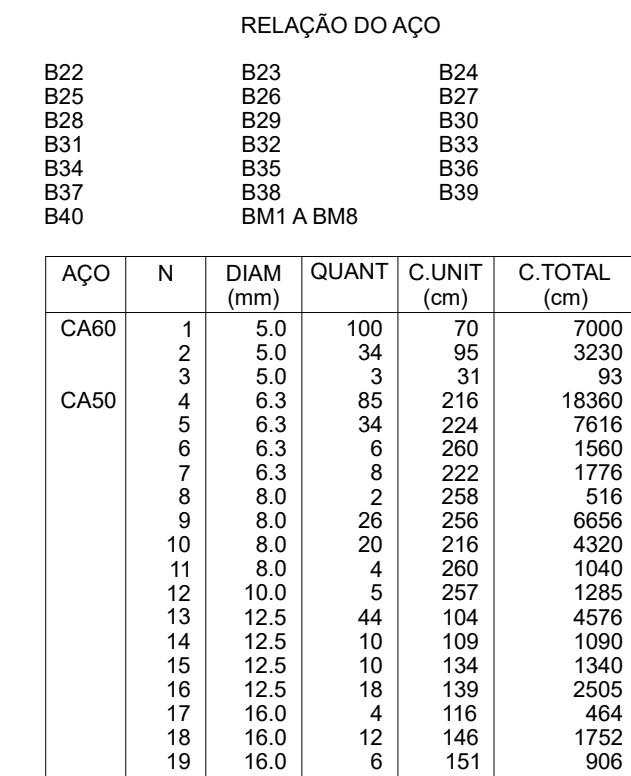 RELAÇÃO DO AÇO
B22 B23 B24
B25 B26 B27
B28 B29 B30
B31 B32 B33
B34 B35 B36
B37 B38 B39
B40 BM1 A BM8
AÇO N DIAM QUANT C.UNIT C.TOTAL
(mm) (cm) (cm)
CA60 1 5.0 100 70 7000
2 5.0 34 95 3230
3 5.0 3 31 93
CA50 4 6.3 85 216 18360
5 6.3 34 224 7616
6 6.3 6 260 1560
7 6.3 8 222 1776
8 8.0 2 258 516
9 8.0 26 256 6656
10 8.0 20 216 4320
11 8.0 4 260 1040
12 10.0 5 257 1285
13 12.5 44 104 4576
14 12.5 10 109 1090
15 12.5 10 134 1340
16 12.5 18 139 2505
17 16.0 4 116 464
18 16.0 12 146 1752
19 16.0 6 151 906